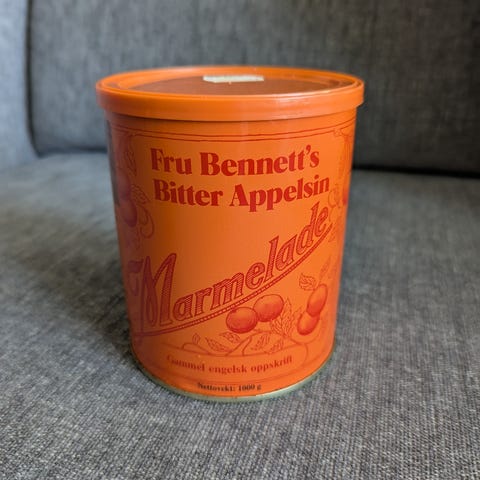 Fru Bennett's
Bitter Appelsin
Marmelade
Gammel engelsk oppskrift
Nettovekt: 1000 g